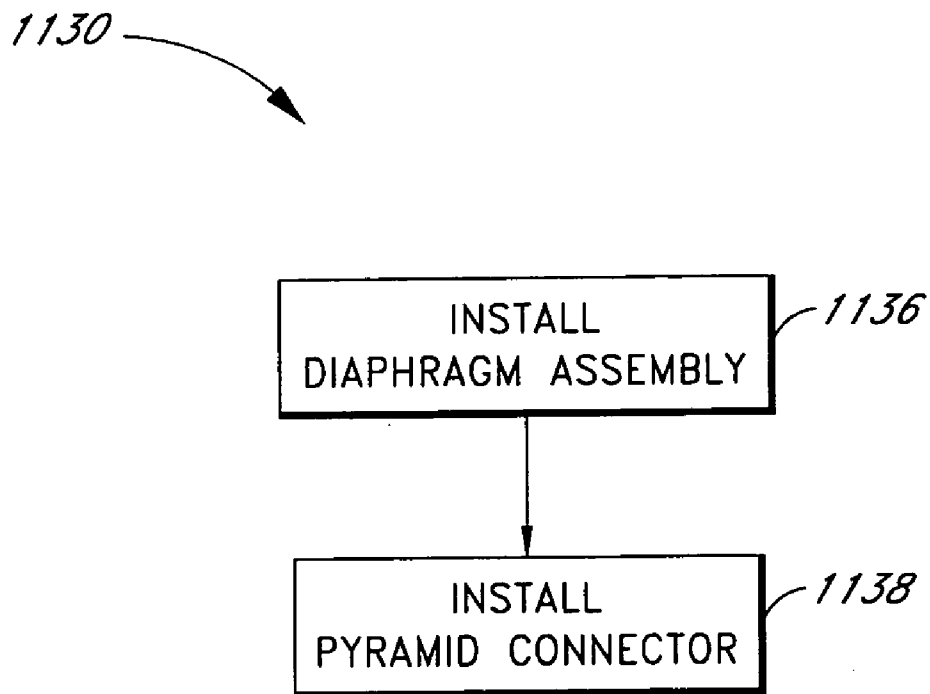 1130
INSTALL
DIAPHRAGM ASSEMBLY
1136
INSTALL
PYRAMID CONNECTOR
1138